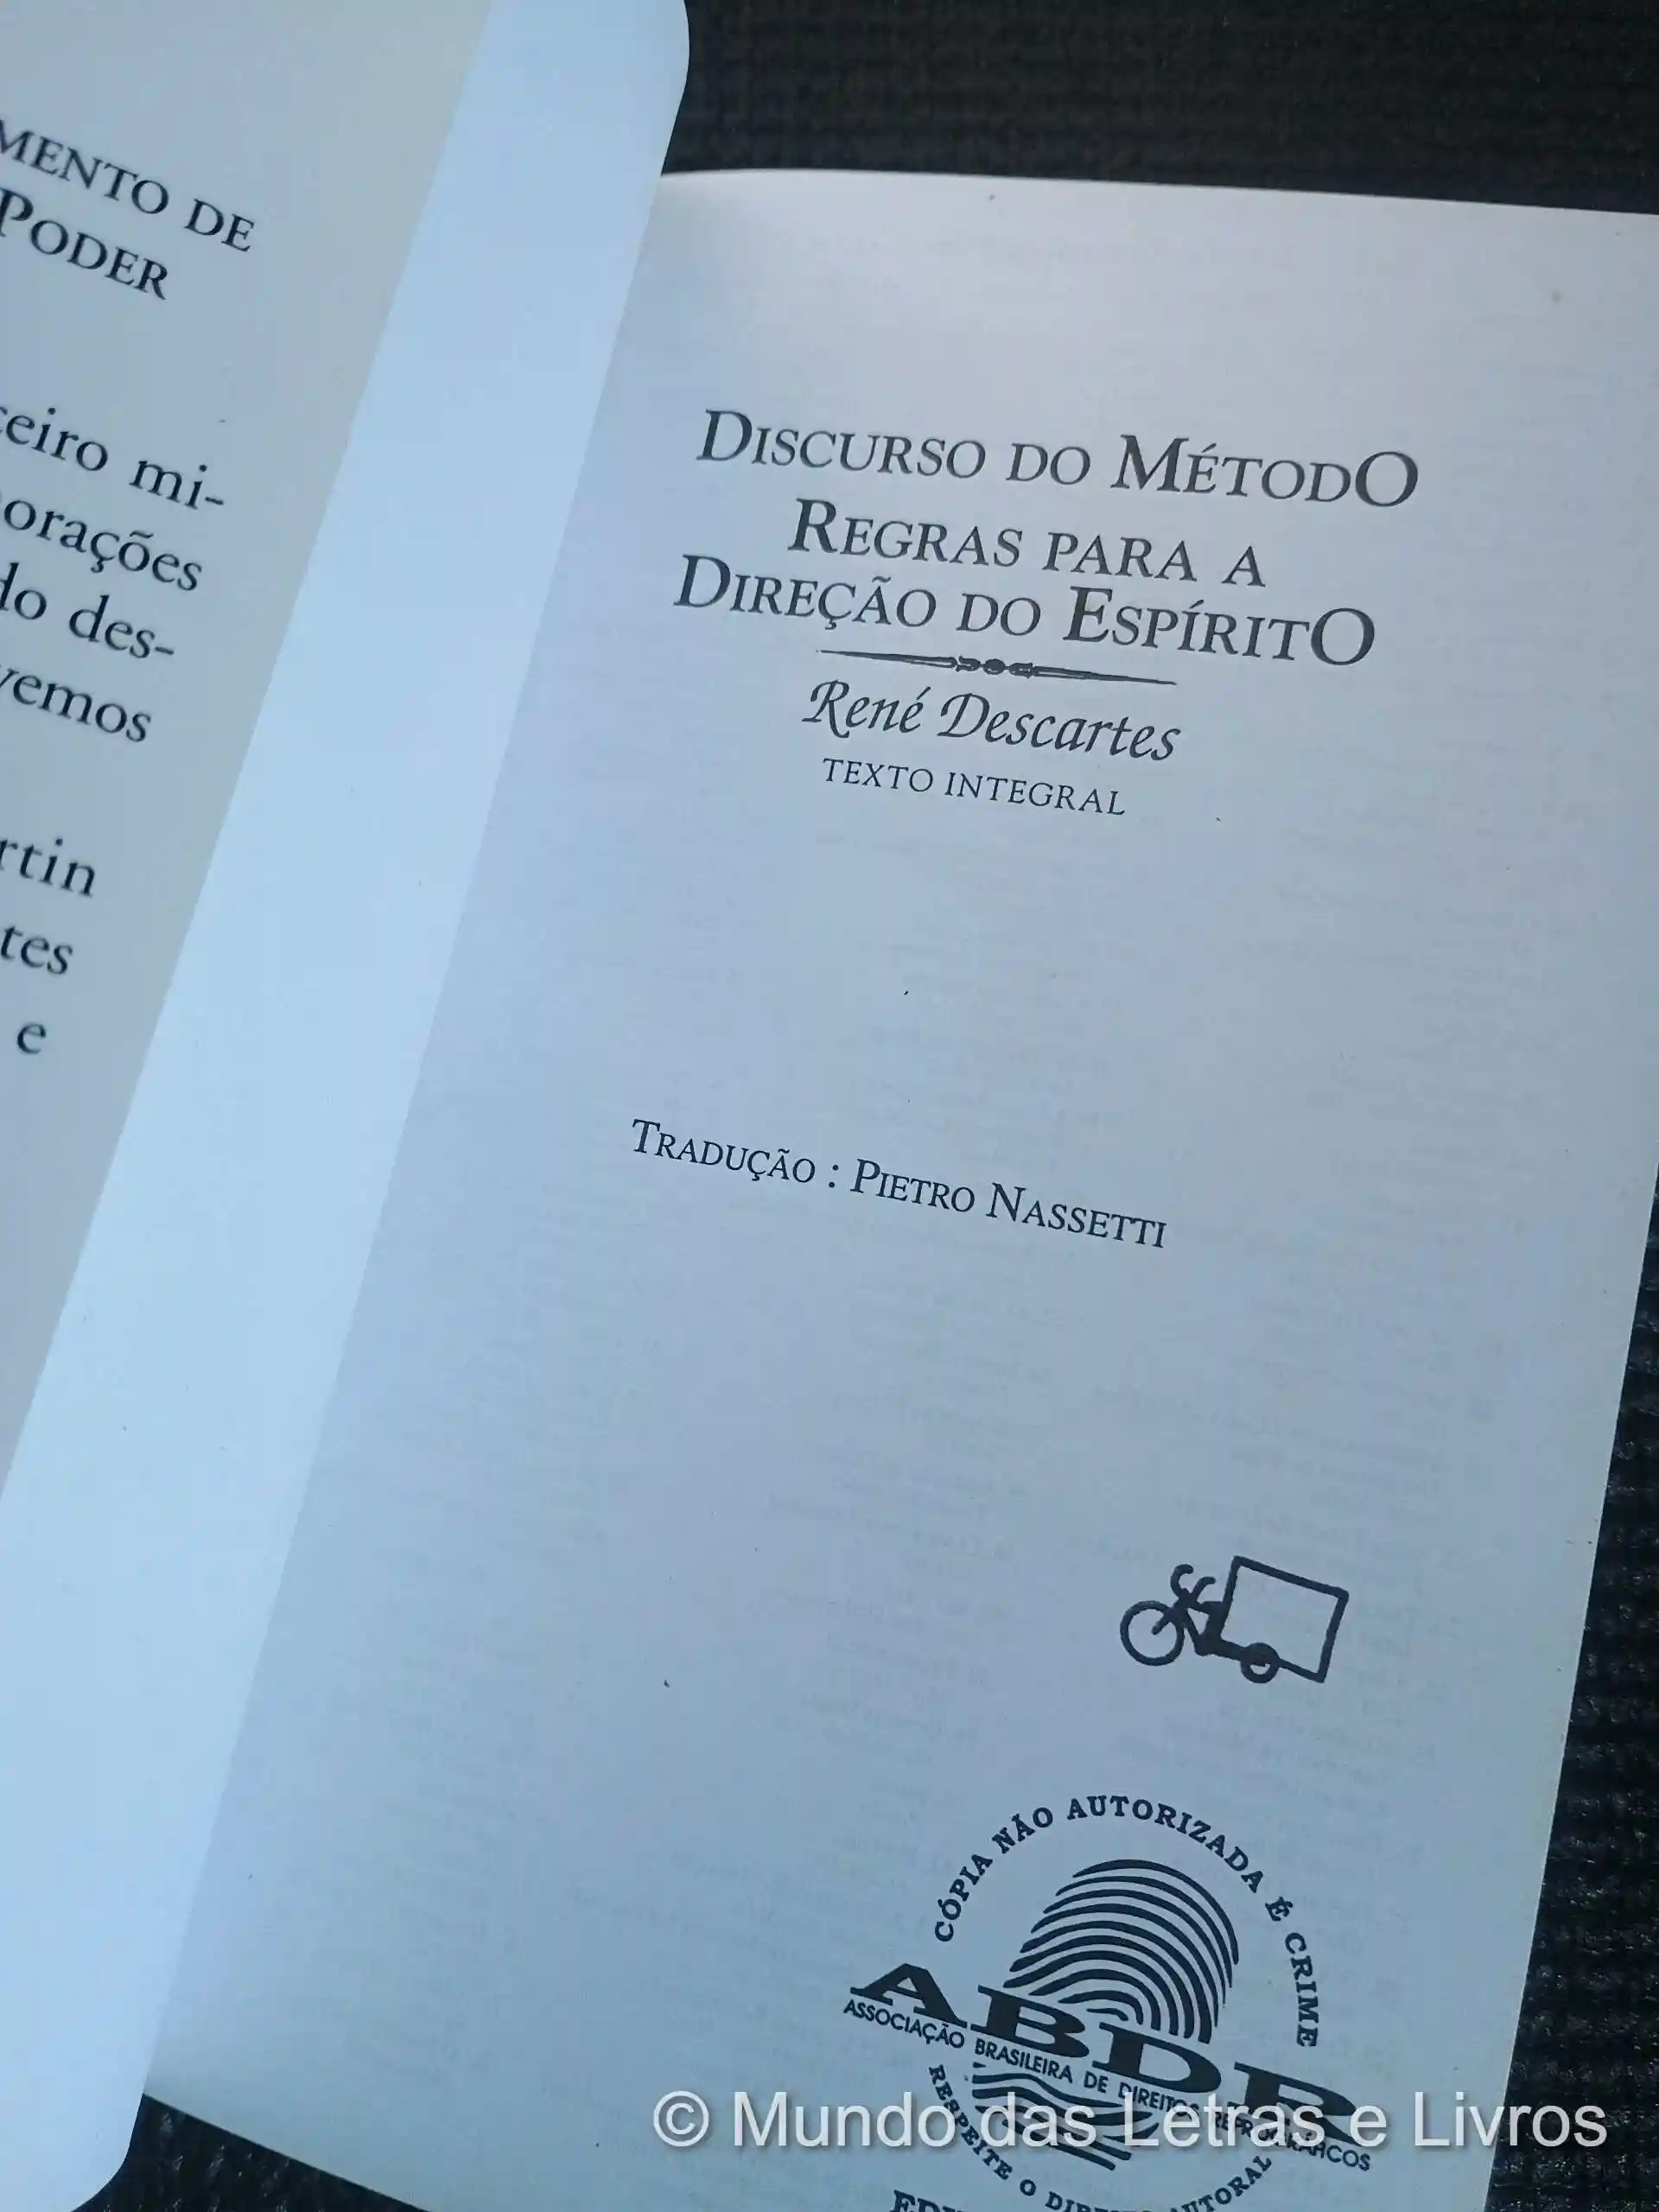 MENTO DE
PODER
eiro mi-
orações
do des-
vemos
rtin
tes
e
DISCURSO DO MÉTODO
REGRAS PARA A
DIREÇÃO DO ESPÍRITO
René Descartes
TEXTO INTEGRAL
TRADUÇÃO : PIETRO NASSETTI
CÓPIA NÃO AUTORIZADA É CRIME
ABDR
ASSOCIAÇÃO BRASILEIRA DE DIREITOS REPROGRÁFICOS
RESPEITE O DIREITO AUTORAL
© Mundo das Letras e Livros